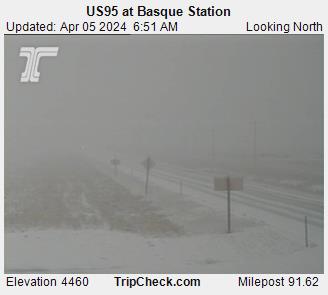 US95 at Basque Station
Updated: Apr 05 2024 6:51 AM Looking North
Elevation 4460 TripCheck.com Milepost 91.62